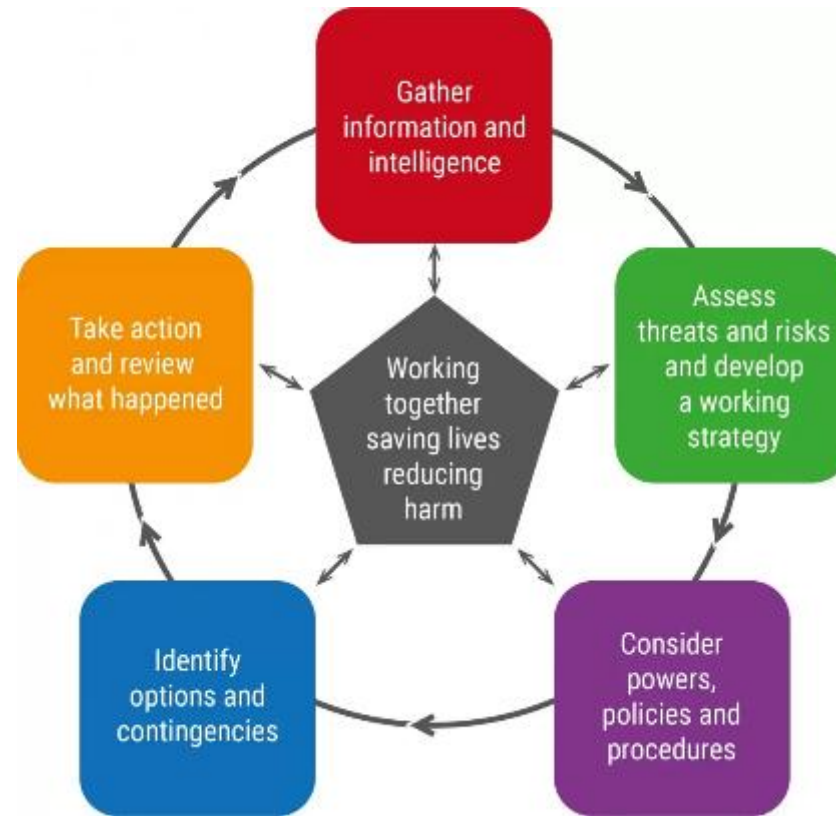 Gather
information and
intelligence
Assess
threats and risks
and develop
a working
strategy
Consider
powers,
policies and
procedures
Identify
options and
contingencies
Take action
and review
what happened
Working
together
saving lives
reducing
harm